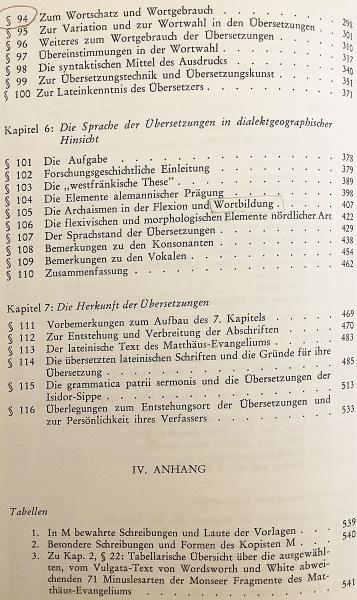 § 94 Zum Wortschatz und Wortgebrauch . . . . . . . . . 291
§ 95 Zur Variation und zur Wortwahl in den Übersetzungen . . . 301
§ 96 Weiteres zum Wortgebrauch der Übersetzungen . . . . . 310
§ 97 Übereinstimmungen in der Wortwahl . . . . . . . . 317
§ 98 Die syntaktischen Mittel des Ausdrucks . . . . . . . 340
§ 99 Zur Übersetzungstechnik und Übersetzungskunst . . . . . 351
§ 100 Zur Lateinkenntnis des Übersetzers . . . . . . . . . 371
Kapitel 6: Die Sprache der Übersetzungen in dialektgeographischer
Hinsicht
§ 101 Die Aufgabe . . . . . . . . . . . . . . 378
§ 102 Forschungsgeschichtliche Einleitung . . . . . . . . 379
§ 103 Die „westfränkische These“ . . . . . . . . . . . 389
§ 104 Die Elemente alemannischer Prägung . . . . . . . . 398
§ 105 Die Archaismen in der Flexion und Wortbildung . . . . . 407
§ 106 Die flexivischen und morphologischen Elemente nördlicher Art 422
§ 107 Der Sprachstand der Übersetzungen . . . . . . . . 429
§ 108 Bemerkungen zu den Konsonanten . . . . . . . . . 438
§ 109 Bemerkungen zu den Vokalen . . . . . . . . . . 454
§ 110 Zusammenfassung . . . . . . . . . . . . . 462
Kapitel 7: Die Herkunft der Übersetzungen
§ 111 Vorbemerkungen zum Aufbau des 7. Kapitels . . . . . . 469
§ 112 Zur Entstehung und Verbreitung der Abschriften . . . . . 470
§ 113 Der lateinische Text des Matthäus-Evangeliums . . . . . 483
§ 114 Die übersetzten lateinischen Schriften und die Gründe für ihre
Übersetzung . . . . . . . . . . . . . . 485
§ 115 Die grammatica patrii sermonis und die Übersetzungen der
Isidor-Sippe . . . . . . . . . . . . . . 513
§ 116 Überlegungen zum Entstehungsort der Übersetzungen und
zur Persönlichkeit ihres Verfassers . . . . . . . . . 533
IV. ANHANG
Tabellen
1. In M bewahrte Schreibungen und Laute der Vorlagen . . . . 539
2. Besondere Schreibungen und Formen des Kopisten M . . . . 540
3. Zu Kap. 2, § 22: Tabellarische Übersicht über die ausgewähl-
ten, vom Vulgata-Text von Wordsworth und White abwei-
chenden 71 Minuslesarten der Monseer Fragmente des Mat-
thäus-Evangeliums . . . . . . . . . . . . . 541